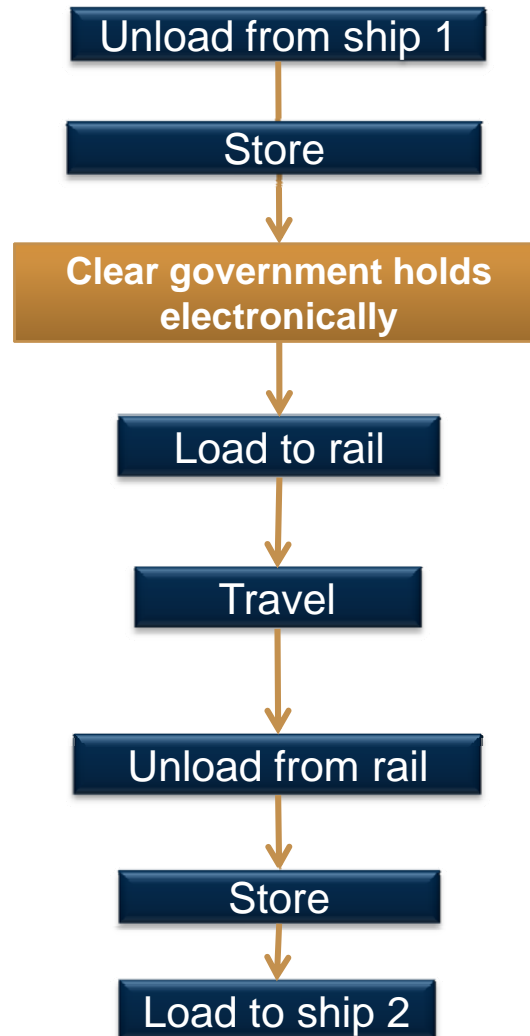 Unload from ship 1
Store
Clear government holds
electronically
Load to rail
Travel
Unload from rail
Store
Load to ship 2